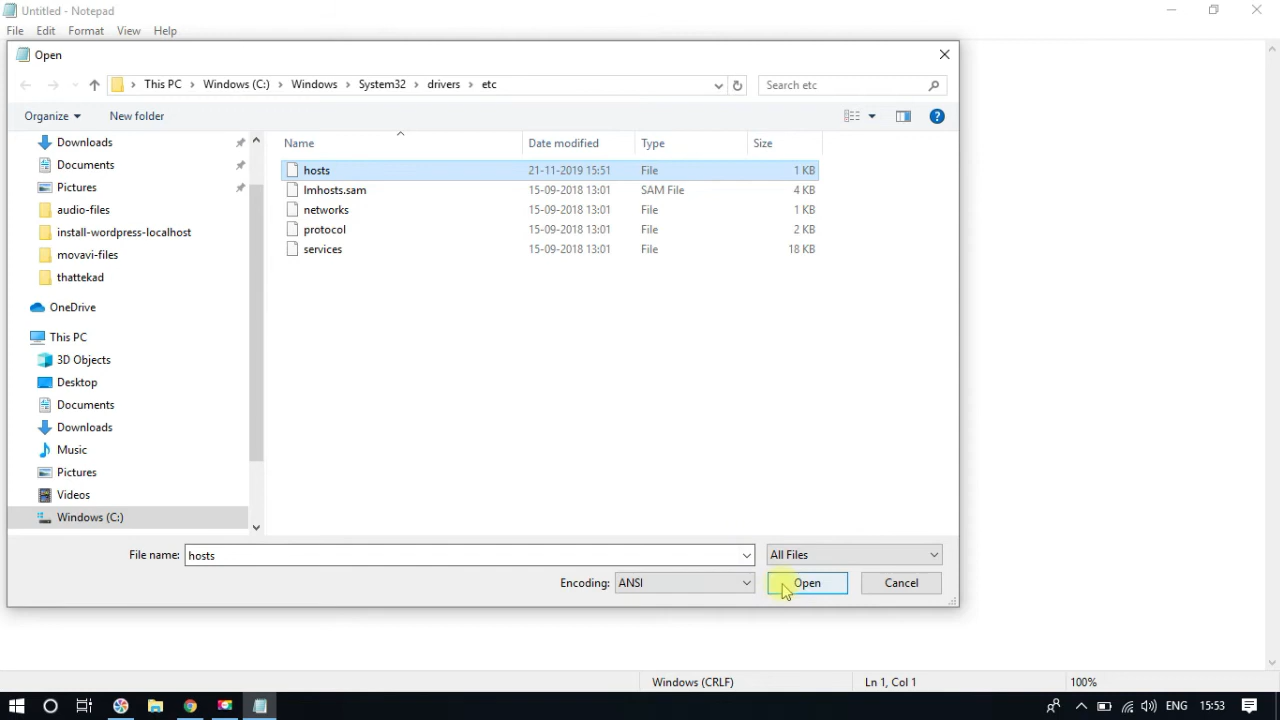 Untitled - Notepad
File Edit Format View Help
Open
This PC Windows (C:) Windows System32 drivers etc
Search etc
Organize New folder
Name Date modified Type Size
hosts 21-11-2019 15:51 File 1 KB
lmhosts.sam 15-09-2018 13:01 SAM File 4 KB
networks 15-09-2018 13:01 File 1 KB
protocol 15-09-2018 13:01 File 2 KB
services 15-09-2018 13:01 File 18 KB
Downloads
Documents
Pictures
audio-files
install-wordpress-localhost
movavi-files
thattekad
OneDrive
This PC
3D Objects
Desktop
Documents
Downloads
Music
Pictures
Videos
Windows (C:)
File name: hosts All Files
Encoding: ANSI Open Cancel
Windows (CRLF) Ln 1, Col 1 100%
ENG 15:53